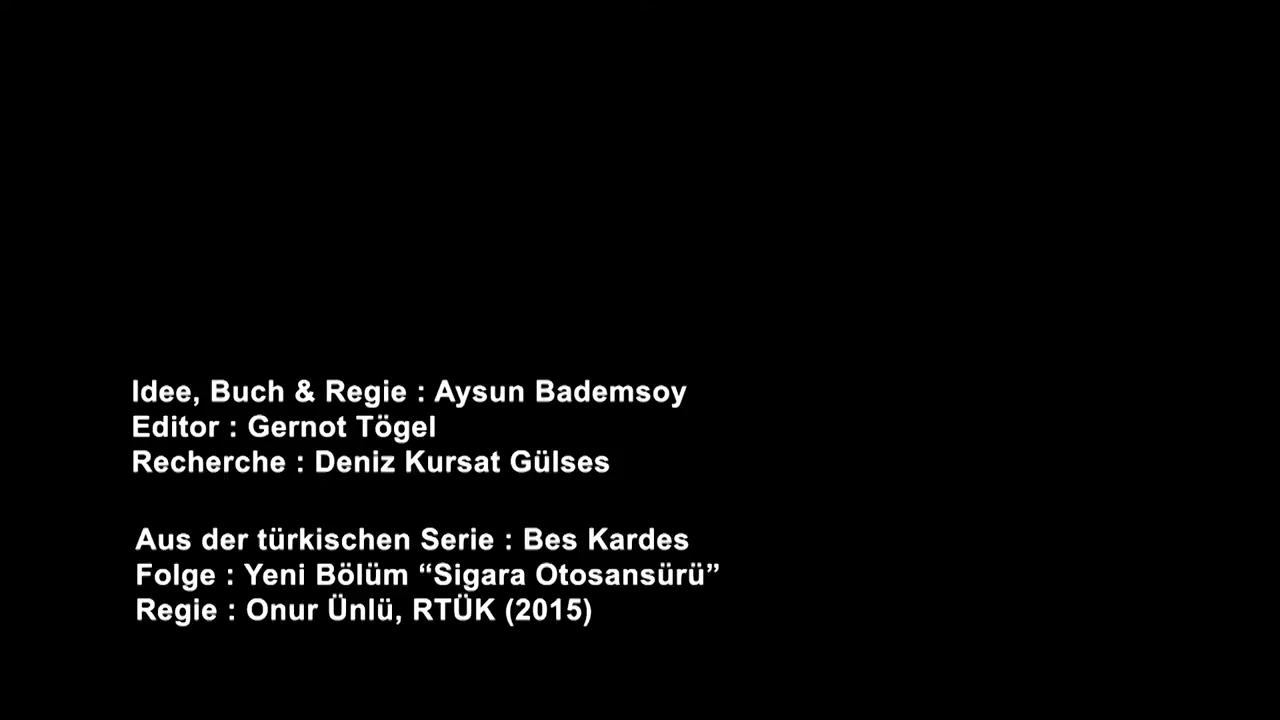 Idee, Buch & Regie : Aysun Bademsoy
Editor : Gernot Tögel
Recherche : Deniz Kursat Gülses
Aus der türkischen Serie : Bes Kardes
Folge : Yeni Bölüm “Sigara Otosansürü”
Regie : Onur Ünlü, RTÜK (2015)